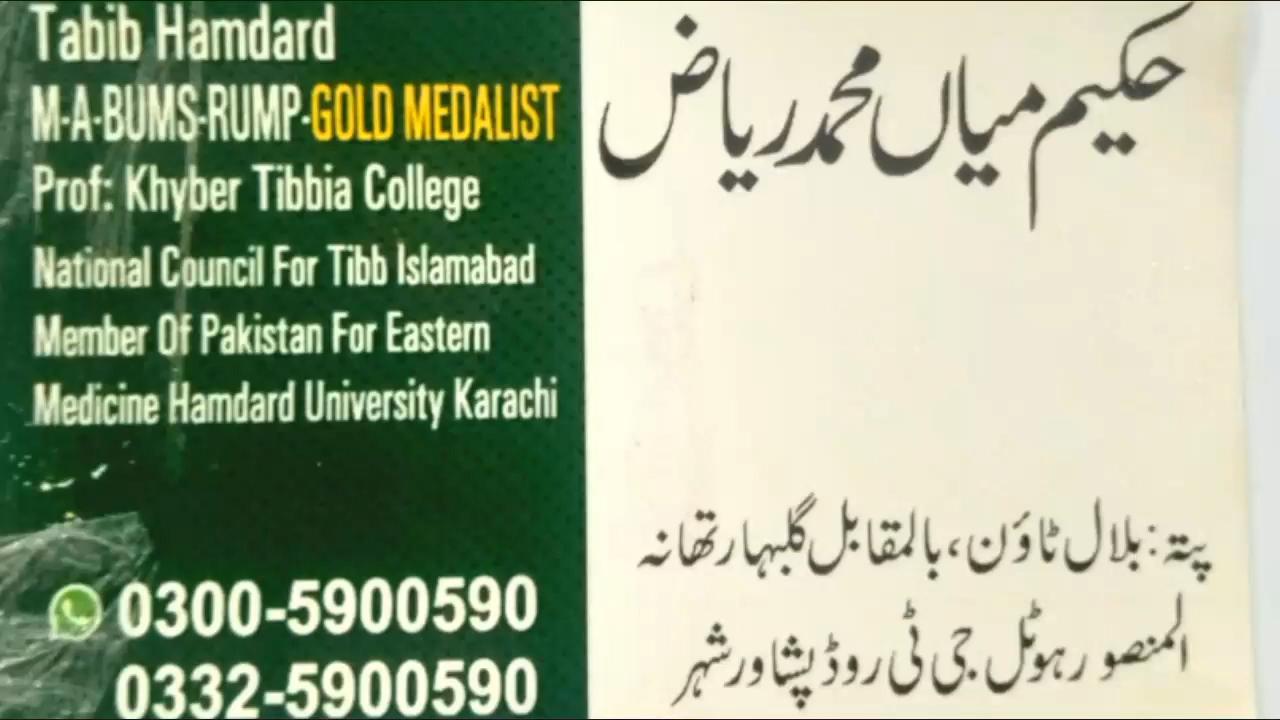 Tabib Hamdard
M-A-BUMS-RUMP-GOLD MEDALIST
Prof: Khyber Tibbia College
National Council For Tibb Islamabad
Member Of Pakistan For Eastern
Medicine Hamdard University Karachi
0300-5900590
0332-5900590
حکیم میاں محمد ریاض
پتہ: بلال ٹاؤن، بالمقابل گلبہار تھانہ
المنصور ہوٹل جی ٹی روڈ پشاور شہر